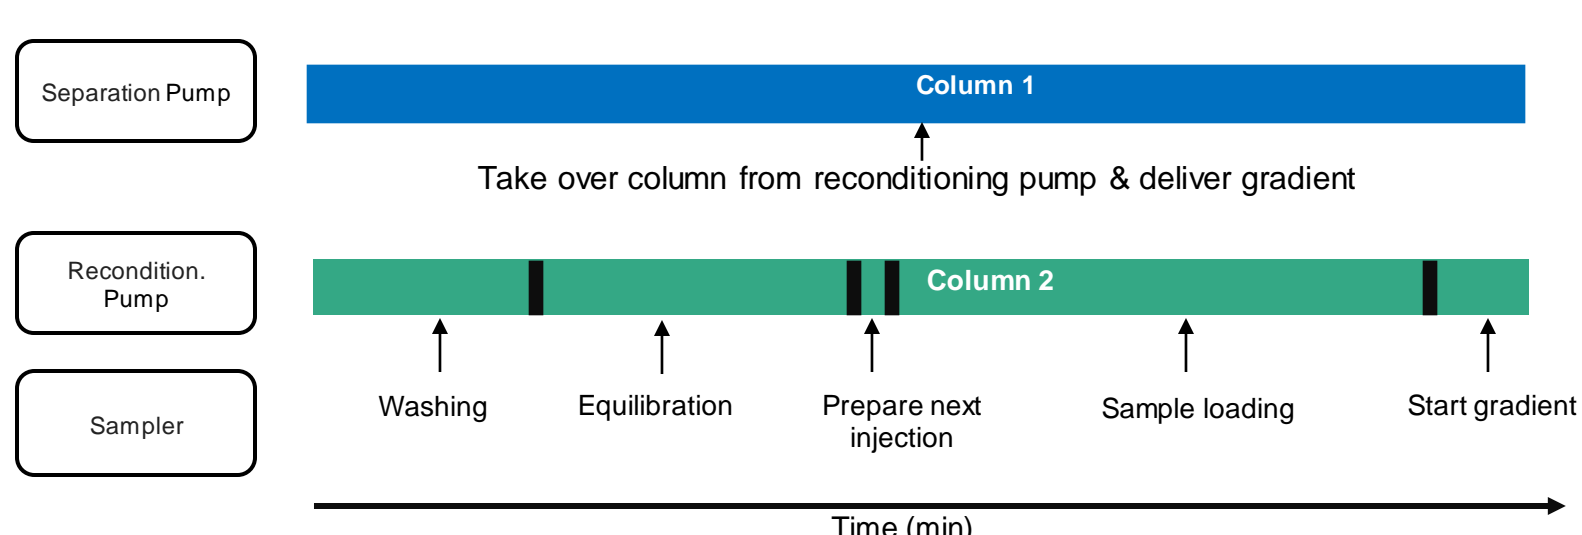 Separation Pump
Column 1
Take over column from reconditioning pump & deliver gradient
Recondition.
Pump
Column 2
Washing
Equilibration
Prepare next
injection
Sample loading
Start gradient
Sampler
Time (min)